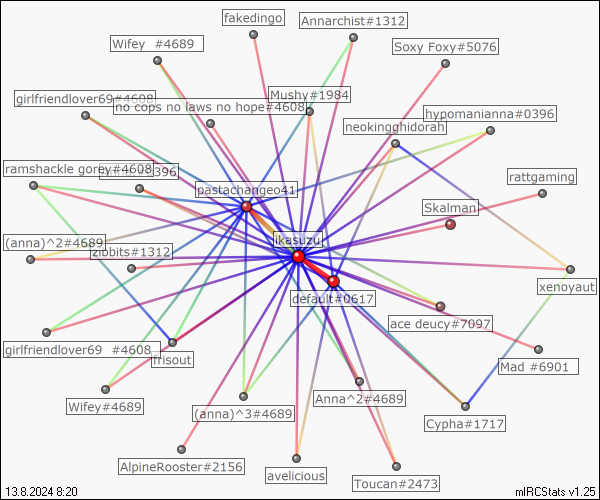 fakedingo
Annarchist#1312
Wifey #4689
Soxy Foxy#5076
girlfriendlover69#4608
no cops no laws no hope#4608
Mushy#1984
neokingghidorah
hypomanianna#0396
ramshackle gorey#4608
0396
rattgaming
pastachangeo41
Skalman
(anna)^2#4689
zibbits#1312
ikasuzu
default#0617
xenoyaut
ace deucy#7097
girlfriendlover69 #4608
frisout
Mad #6901
Wifey#4689
(anna)^3#4689
Anna^2#4689
Cypha#1717
AlpineRooster#2156
avelicious
Toucan#2473
13.8.2024 8:20
mIRCStats v1.25